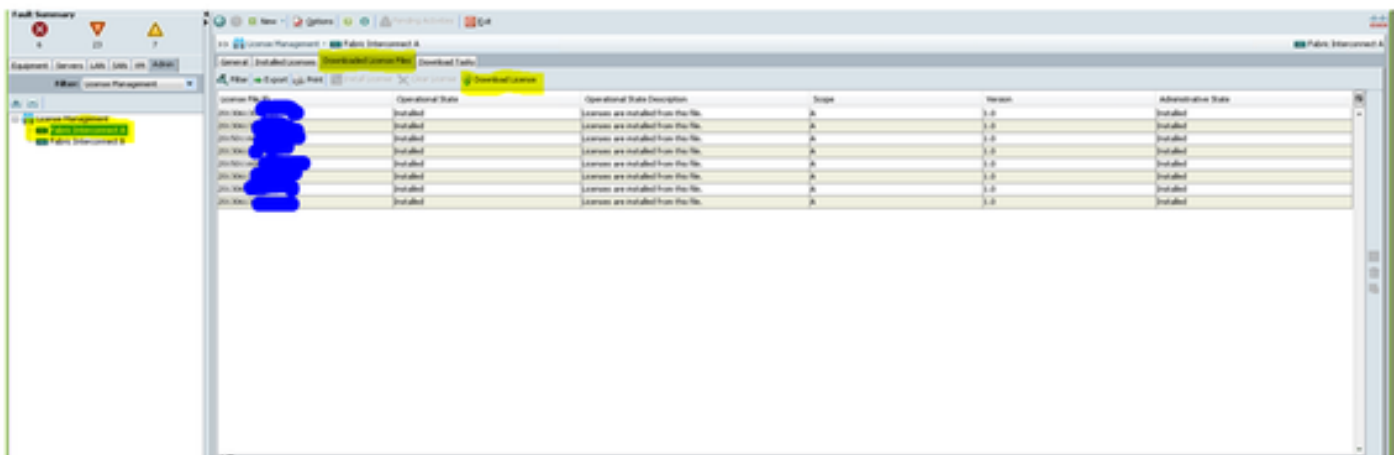 Fault Summary
6 23 7
New Options Pending Activities Exit
>> License Management Fabric Interconnect A
Fabric Interconnect A
Equipment Servers LAN SAN VM Admin
General Installed Licenses Downloaded License Files Download Tasks
Filter: License Management
Filter Export Print Install License Clear License Download License
License File ID Operational State Operational State Description Scope Version Administrative State
License Management
Fabric Interconnect A
Fabric Interconnect B
Installed Licenses are installed from this file. A 1.0 Installed
Installed Licenses are installed from this file. A 1.0 Installed
Installed Licenses are installed from this file. A 1.0 Installed
Installed Licenses are installed from this file. A 1.0 Installed
Installed Licenses are installed from this file. A 1.0 Installed
Installed Licenses are installed from this file. A 1.0 Installed
Installed Licenses are installed from this file. A 1.0 Installed
Installed Licenses are installed from this file. A 1.0 Installed